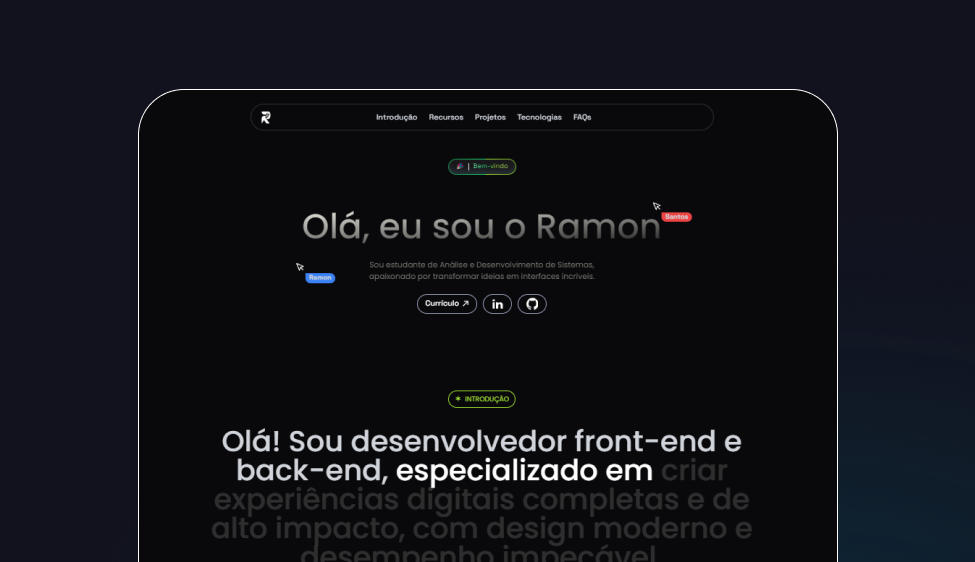 R
Introdução Recursos Projetos Tecnologias FAQs
🎉 | Bem-vindo
Olá, eu sou o Ramon
Santos
Ramon
Sou estudante de Análise e Desenvolvimento de Sistemas,
apaixonado por transformar ideias em interfaces incríveis.
Currículo ↗ in
✶ INTRODUÇÃO
Olá! Sou desenvolvedor front-end e
back-end, especializado em criar
experiências digitais completas e de
alto impacto, com design moderno e
desempenho impecável